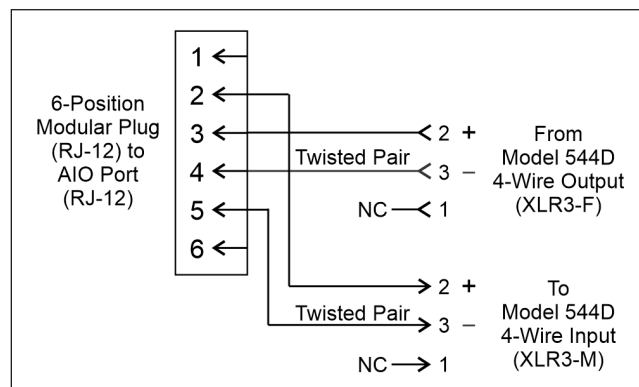 6-Position
Modular Plug
(RJ-12) to
AIO Port
(RJ-12)
1
2
3
4
5
6
Twisted Pair
NC
2 +
3 –
1
From
Model 544D
4-Wire Output
(XLR3-F)
Twisted Pair
NC
2 +
3 –
1
To
Model 544D
4-Wire Input
(XLR3-M)